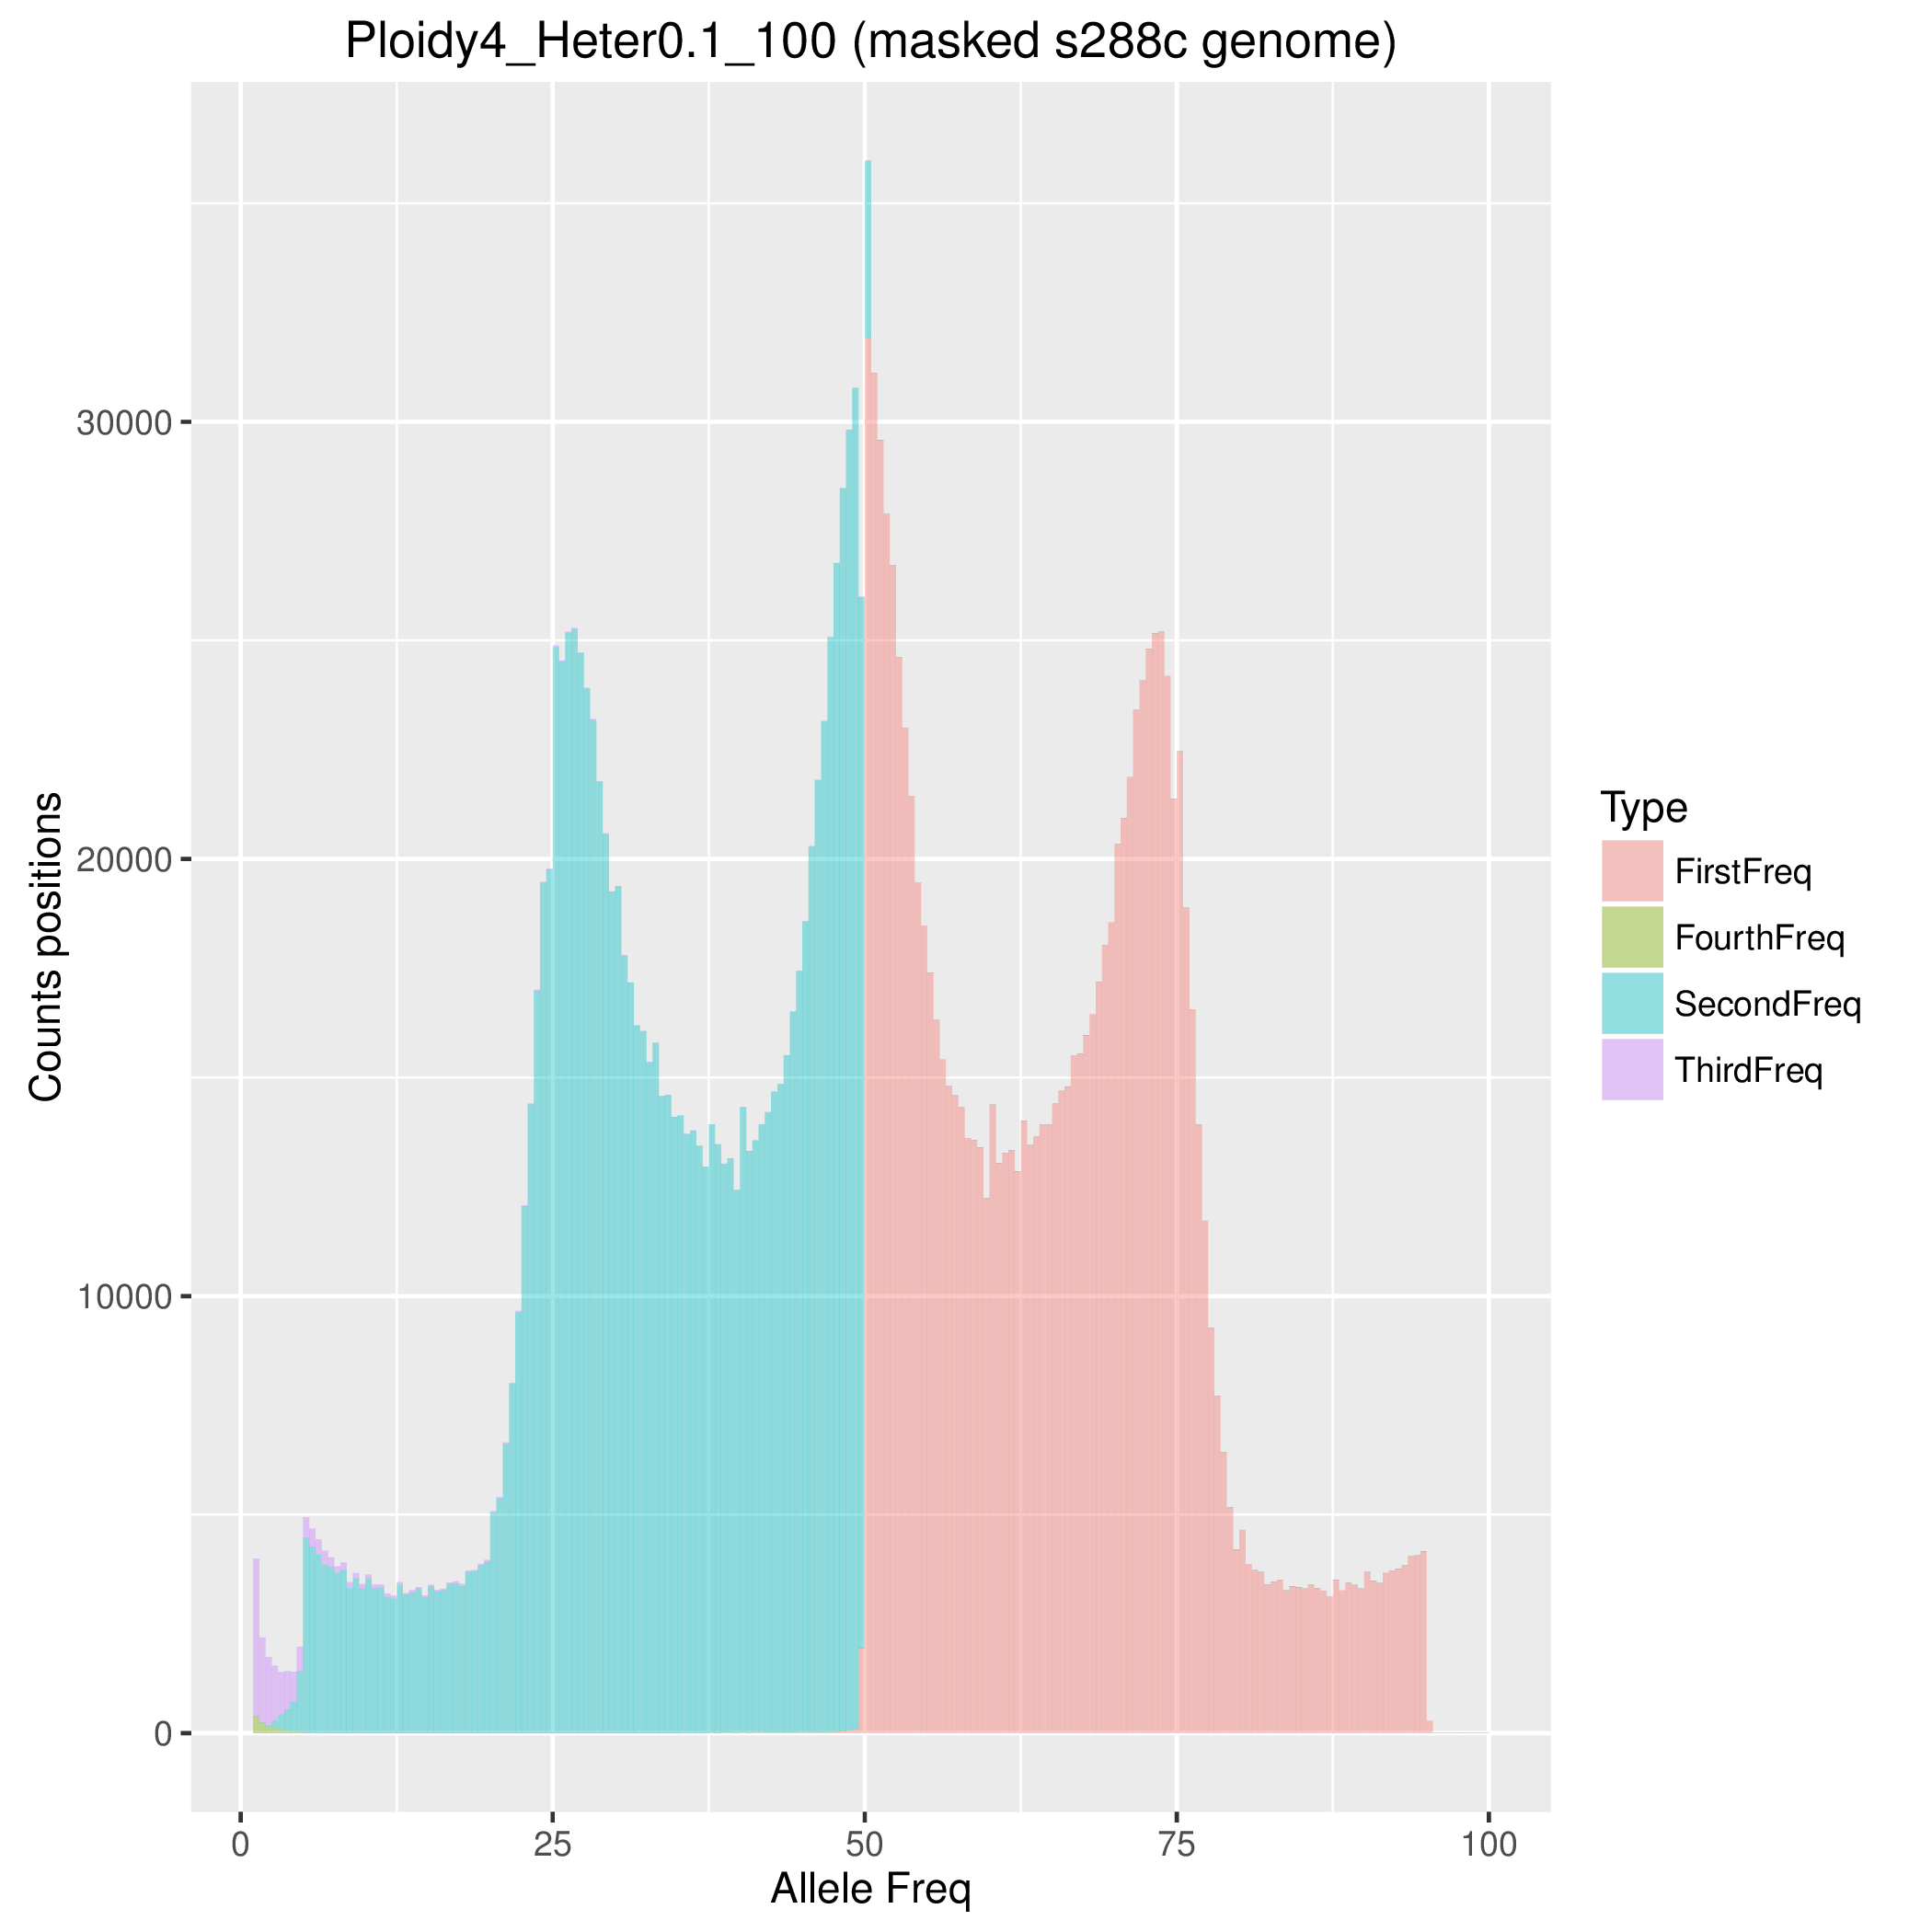 Ploidy4_Heter0.1_100 (masked s288c genome)
Counts positions
30000
20000
10000
0
0 25 50 75 100
Allele Freq
Type
FirstFreq
FourthFreq
SecondFreq
ThirdFreq